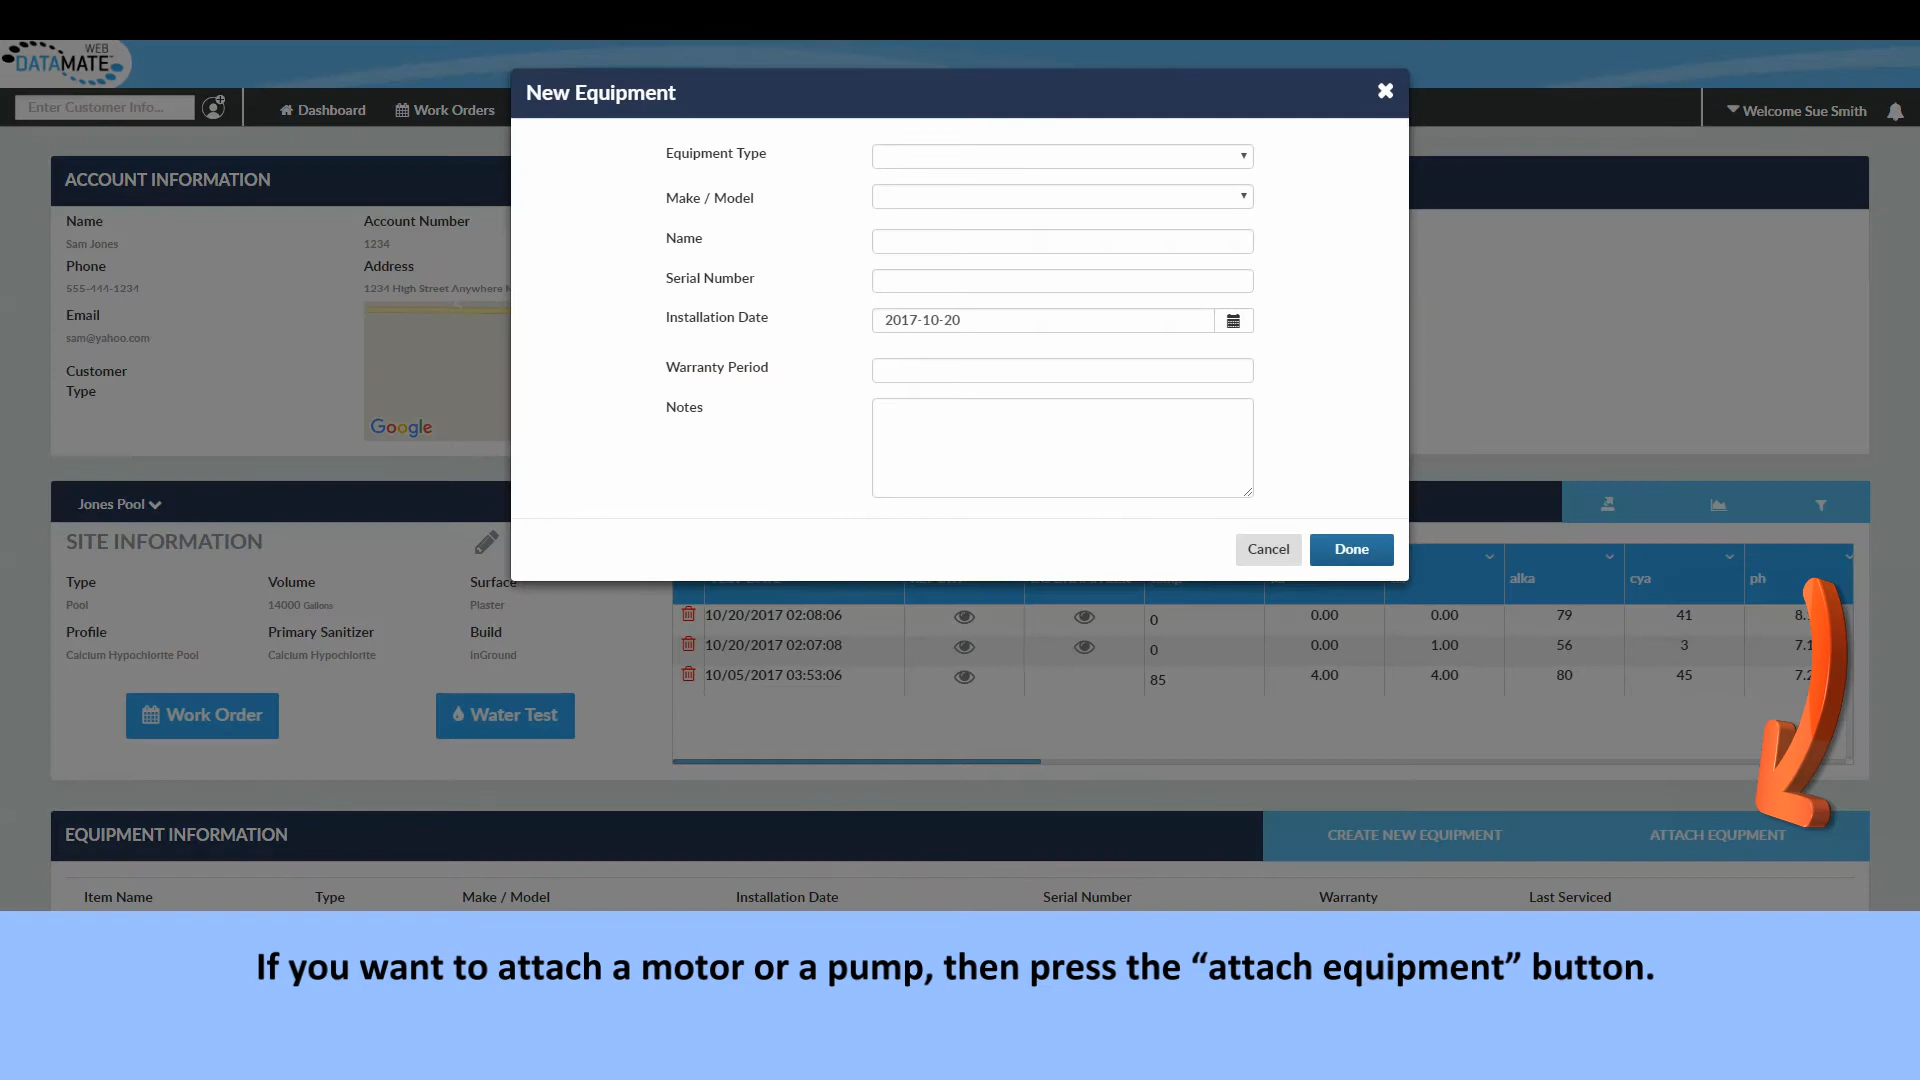 WEB
DATAMATE
Enter Customer Info...
Dashboard
Work Orders
Welcome Sue Smith
New Equipment
Equipment Type
Make / Model
Name
Serial Number
Installation Date
2017-10-20
Warranty Period
Notes
Cancel
Done
ACCOUNT INFORMATION
Name
Account Number
Sam Jones
1234
Phone
Address
555-444-1234
1234 High Street Anywhere
Email
sam@yahoo.com
Customer
Type
Google
Jones Pool
SITE INFORMATION
Type
Volume
Surface
Pool
14000 Gallons
Plaster
Profile
Primary Sanitizer
Build
Calcium Hypochlorite Pool
Calcium Hypochlorite
InGround
Work Order
Water Test
alka
cya
ph
10/20/2017 02:08:06
0
0.00
0.00
79
41
8.
10/20/2017 02:07:08
0
0.00
1.00
56
3
7.1
10/05/2017 03:53:06
85
4.00
4.00
80
45
7.2
EQUIPMENT INFORMATION
CREATE NEW EQUIPMENT
ATTACH EQUPMENT
Item Name
Type
Make / Model
Installation Date
Serial Number
Warranty
Last Serviced
If you want to attach a motor or a pump, then press the “attach equipment” button.